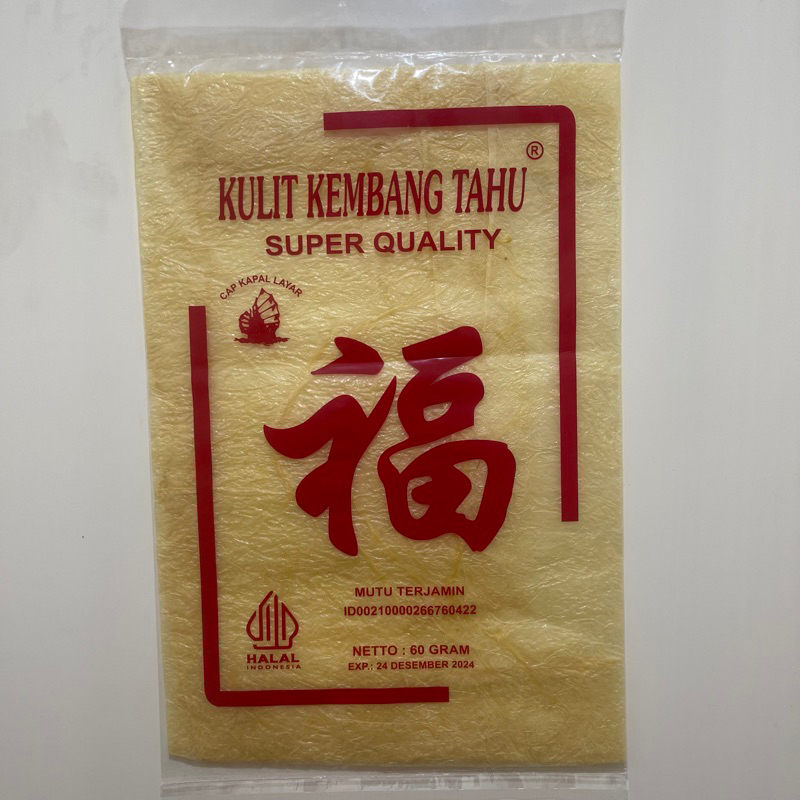 KULIT KEMBANG TAHU ®
SUPER QUALITY
CAP KAPAL LAYAR
福
MUTU TERJAMIN
ID00210000266760422
HALAL
INDONESIA
NETTO : 60 GRAM
EXP.: 24 DESEMBER 2024